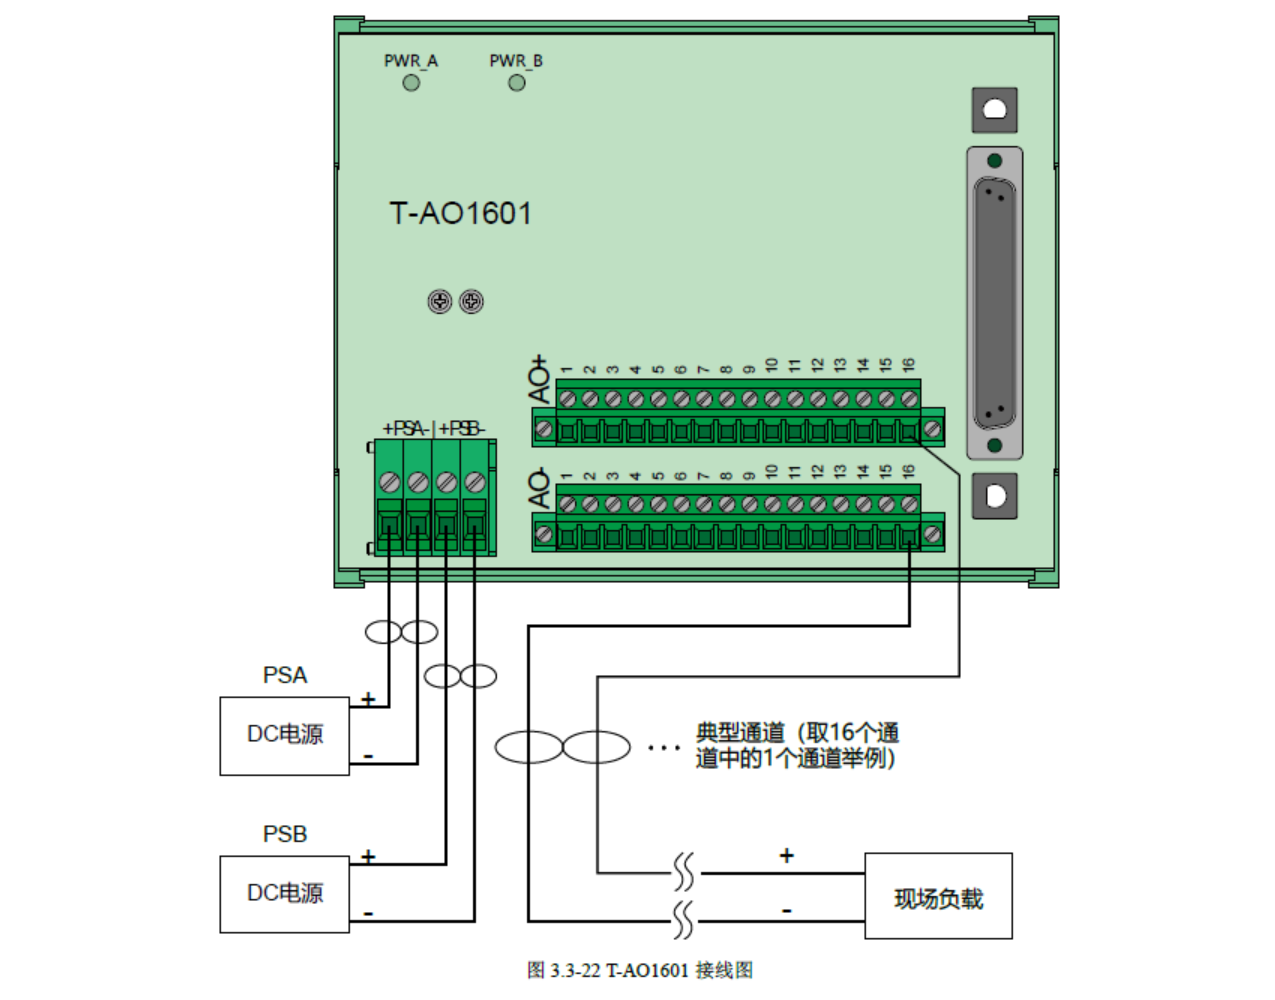 PWR_A PWR_B
T-AO1601
AO+ 1 2 3 4 5 6 7 8 9 10 11 12 13 14 15 16
+PSA-|+PSB-
AO- 1 2 3 4 5 6 7 8 9 10 11 12 13 14 15 16
PSA
+
DC电源
-
典型通道（取16个通
道中的1个通道举例）
...
PSB
+
DC电源
-
+
现场负载
-
图 3.3-22 T-AO1601 接线图